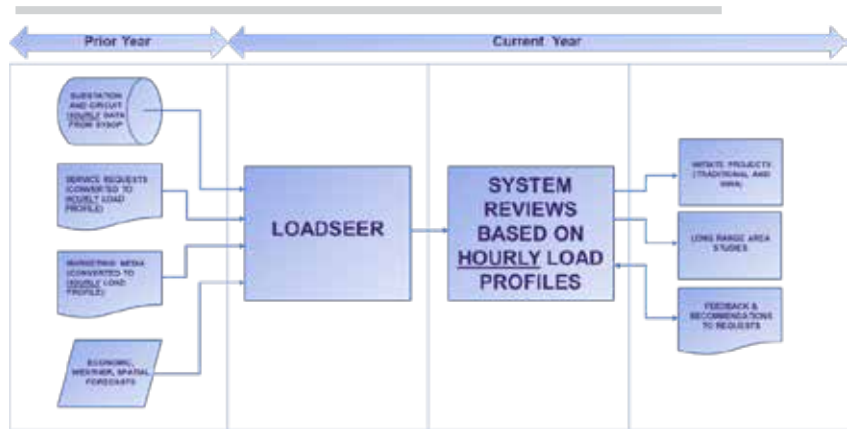 Prior Year
Current Year
SUBSTATION
AND CIRCUIT
HOURLY DATA
FROM SYSOP
SERVICE REQUESTS
(CONVERTED TO
HOURLY LOAD
PROFILE)
MARKETING MEDIA
(CONVERTED TO
HOURLY LOAD
PROFILE)
ECONOMIC,
WEATHER, SPATIAL
FORECASTS
LOADSEER
SYSTEM
REVIEWS
BASED ON
HOURLY LOAD
PROFILES
INITIATE PROJECTS
(TRADITIONAL AND
LONG RANGE AREA
STUDIES
FEEDBACK &
RECOMMENDATIONS
TO REQUESTS